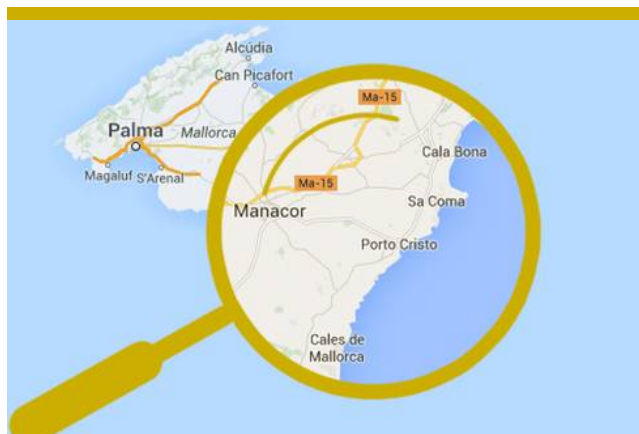 Alcúdia
Can Picafort
Ma-15
Palma
Mallorca
Cala Bona
Magaluf
S'Arenal
Ma-15
Sa Coma
Manacor
Porto Cristo
Cales de
Mallorca